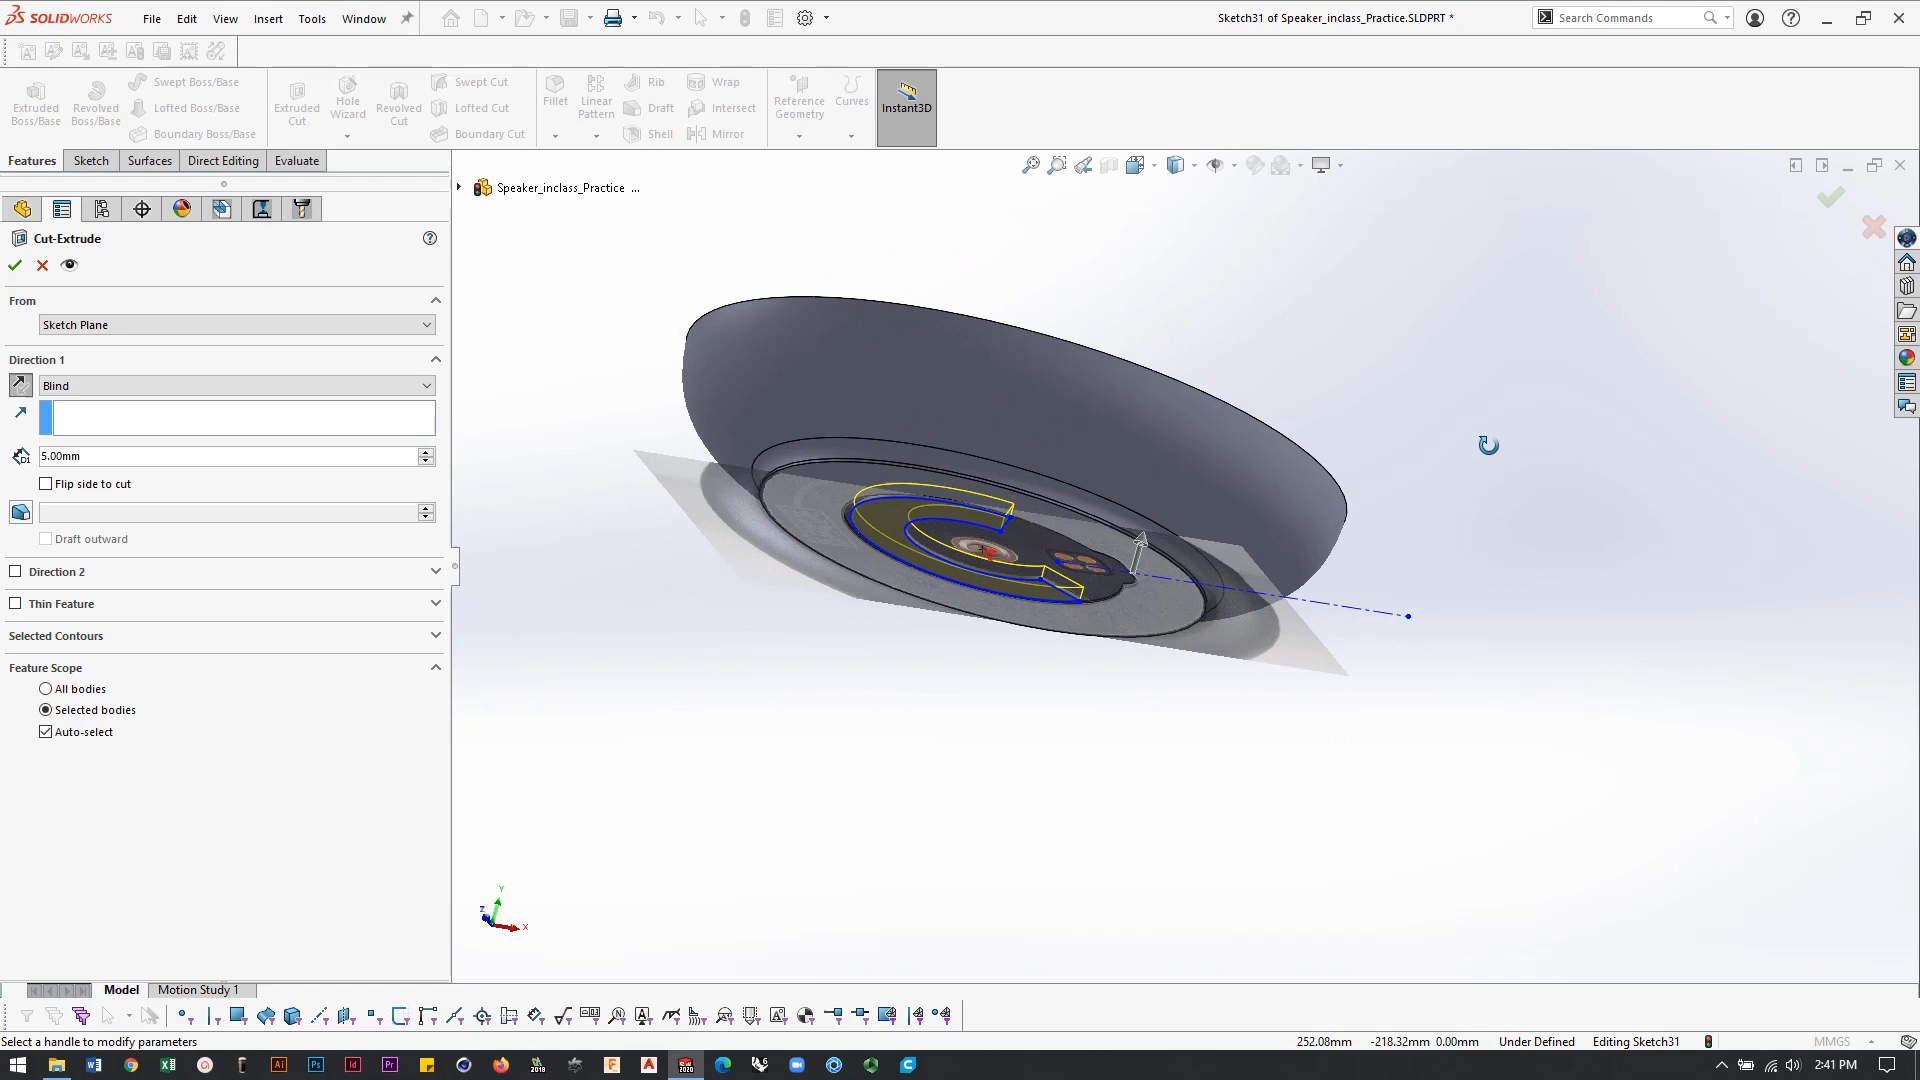 SOLIDWORKS File Edit View Insert Tools Window Sketch31 of Speaker_inclass_Practice.SLDPRT * Search Commands
Extruded Boss/Base Revolved Boss/Base Swept Boss/Base Lofted Boss/Base Boundary Boss/Base Extruded Cut Hole Wizard Revolved Cut Swept Cut Lofted Cut Boundary Cut Fillet Linear Pattern Rib Draft Shell Wrap Intersect Mirror Reference Geometry Curves Instant3D
Features Sketch Surfaces Direct Editing Evaluate
Speaker_inclass_Practice ...
Cut-Extrude
From
Sketch Plane
Direction 1
Blind
5.00mm
Flip side to cut
Draft outward
Direction 2
Thin Feature
Selected Contours
Feature Scope
All bodies
Selected bodies
Auto-select
Y
Z
X
Model Motion Study 1
Select a handle to modify parameters 252.08mm -218.32mm 0.00mm Under Defined Editing Sketch31 MMGS
2:41 PM